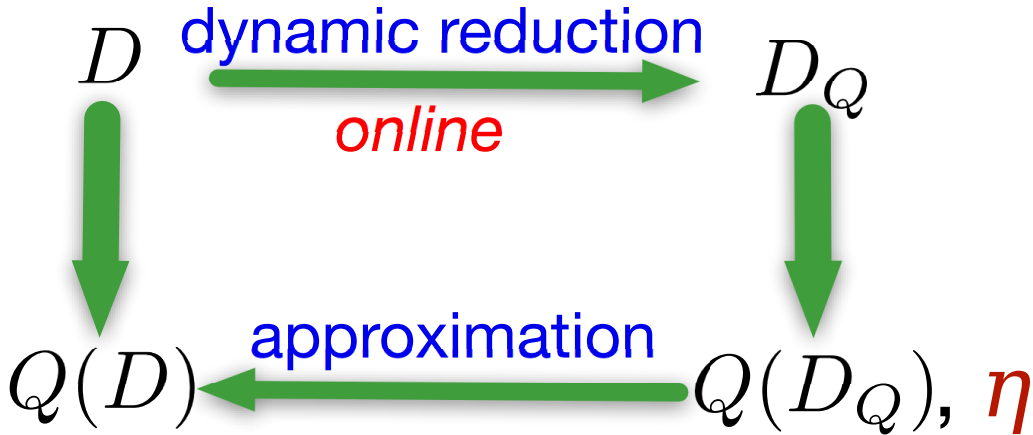 dynamic reduction
D D_Q
online
approximation
Q(D) Q(D_Q), η